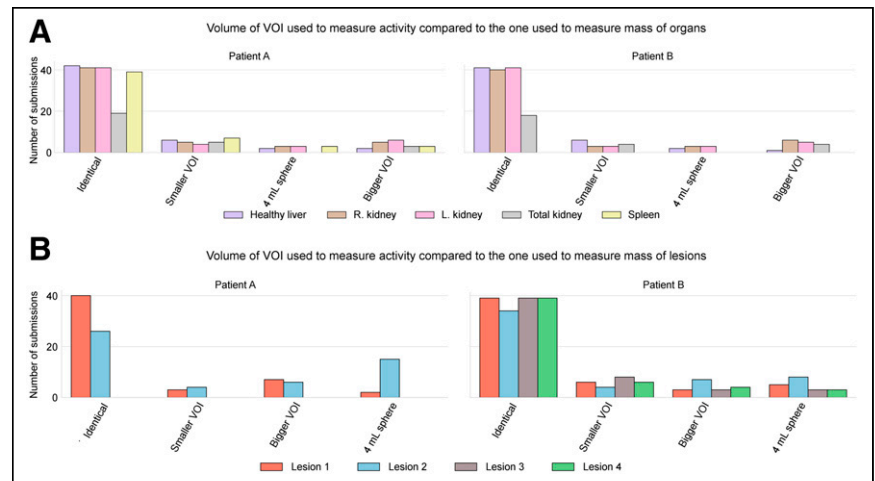 A
Volume of VOI used to measure activity compared to the one used to measure mass of organs
Patient A
Patient B
Number of submissions
40
20
0
Identical
Smaller VOI
4 mL sphere
Bigger VOI
Identical
Smaller VOI
4 mL sphere
Bigger VOI
Healthy liver R. kidney L. kidney Total kidney Spleen
B
Volume of VOI used to measure activity compared to the one used to measure mass of lesions
Patient A
Patient B
Number of submissions
40
20
0
Identical
Smaller VOI
Bigger VOI
4 mL sphere
Identical
Smaller VOI
Bigger VOI
4 mL sphere
Lesion 1 Lesion 2 Lesion 3 Lesion 4